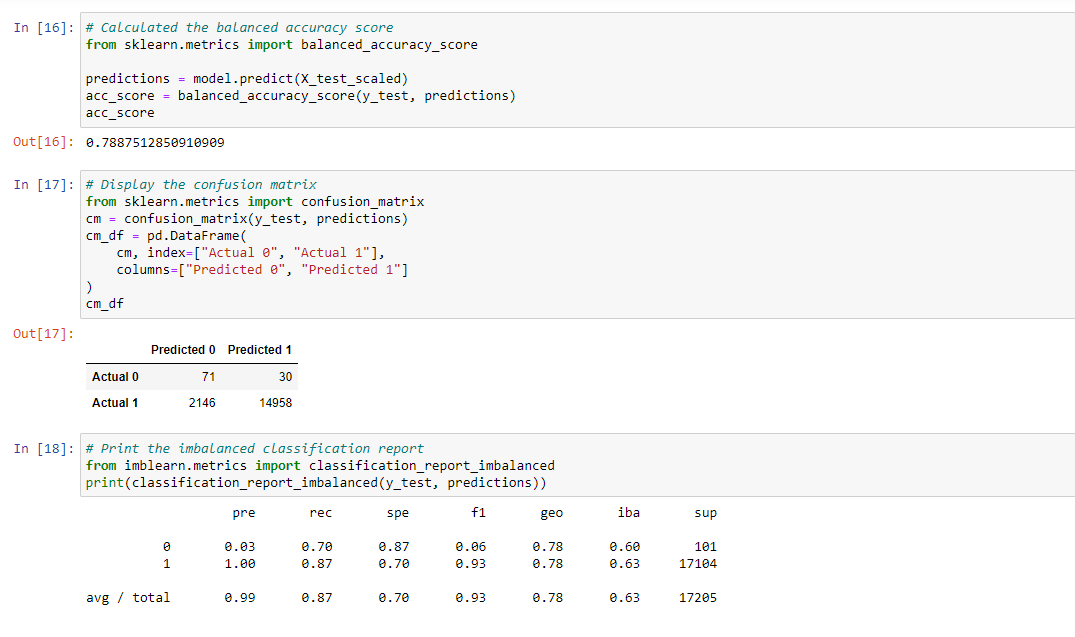 In [16]: # Calculated the balanced accuracy score
from sklearn.metrics import balanced_accuracy_score
predictions = model.predict(X_test_scaled)
acc_score = balanced_accuracy_score(y_test, predictions)
acc_score
Out[16]: 0.7887512850910909
In [17]: # Display the confusion matrix
from sklearn.metrics import confusion_matrix
cm = confusion_matrix(y_test, predictions)
cm_df = pd.DataFrame(
    cm, index=["Actual 0", "Actual 1"],
    columns=["Predicted 0", "Predicted 1"]
)
cm_df
Out[17]:
Predicted 0 Predicted 1
Actual 0 71 30
Actual 1 2146 14958
In [18]: # Print the imbalanced classification report
from imblearn.metrics import classification_report_imbalanced
print(classification_report_imbalanced(y_test, predictions))
pre rec spe f1 geo iba sup
0 0.03 0.70 0.87 0.06 0.78 0.60 101
1 1.00 0.87 0.70 0.93 0.78 0.63 17104
avg / total 0.99 0.87 0.70 0.93 0.78 0.63 17205